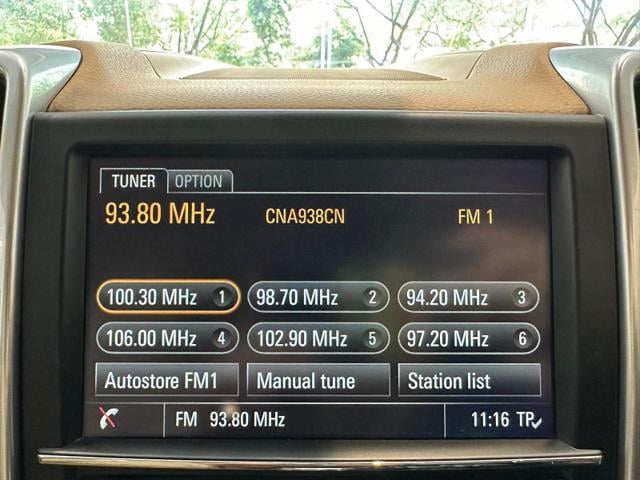 TUNER OPTION
93.80 MHz CNA938CN FM 1
100.30 MHz 1 98.70 MHz 2 94.20 MHz 3
106.00 MHz 4 102.90 MHz 5 97.20 MHz 6
Autostore FM1 Manual tune Station list
FM 93.80 MHz 11:16 TP